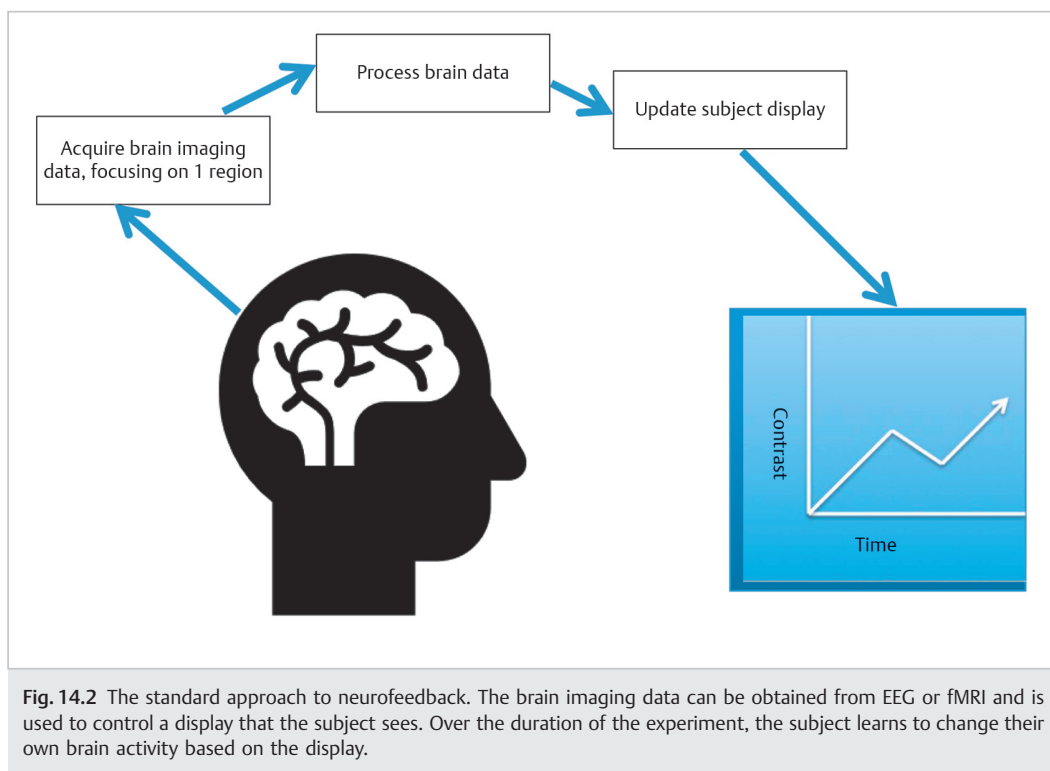 Process brain data
Update subject display
Acquire brain imaging
data, focusing on 1 region
Contrast
Time
Fig. 14.2 The standard approach to neurofeedback. The brain imaging data can be obtained from EEG or fMRI and is
used to control a display that the subject sees. Over the duration of the experiment, the subject learns to change their
own brain activity based on the display.